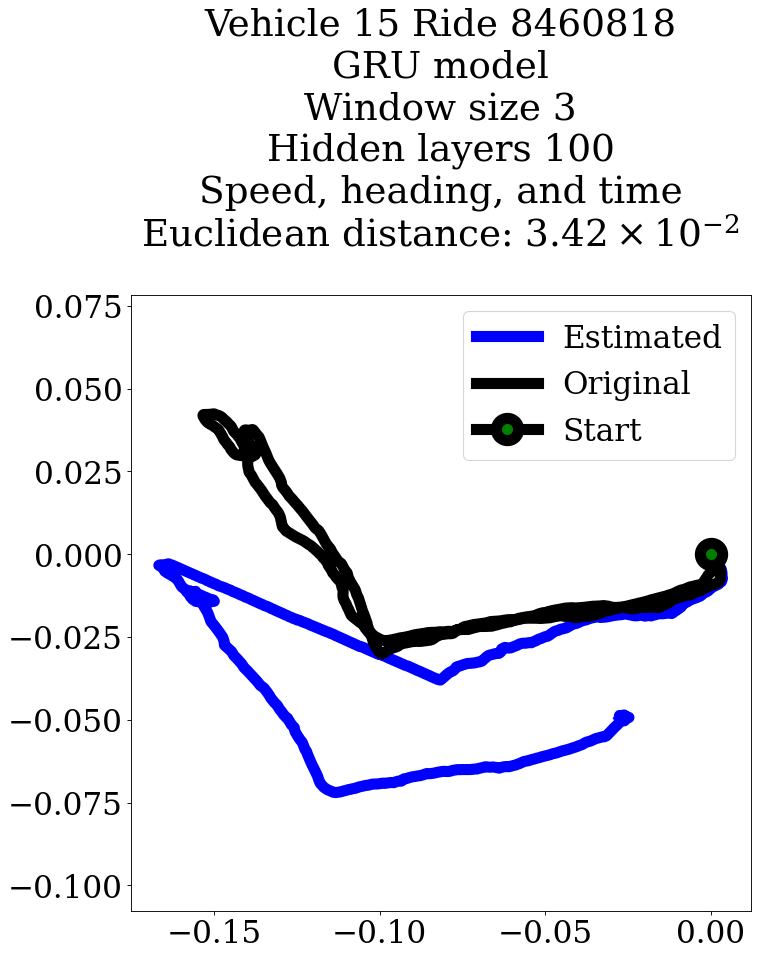 Vehicle 15 Ride 8460818
GRU model
Window size 3
Hidden layers 100
Speed, heading, and time
Euclidean distance: 3.42 × 10⁻²
Estimated
Original
Start
0.075
0.050
0.025
0.000
−0.025
−0.050
−0.075
−0.100
−0.15 −0.10 −0.05 0.00